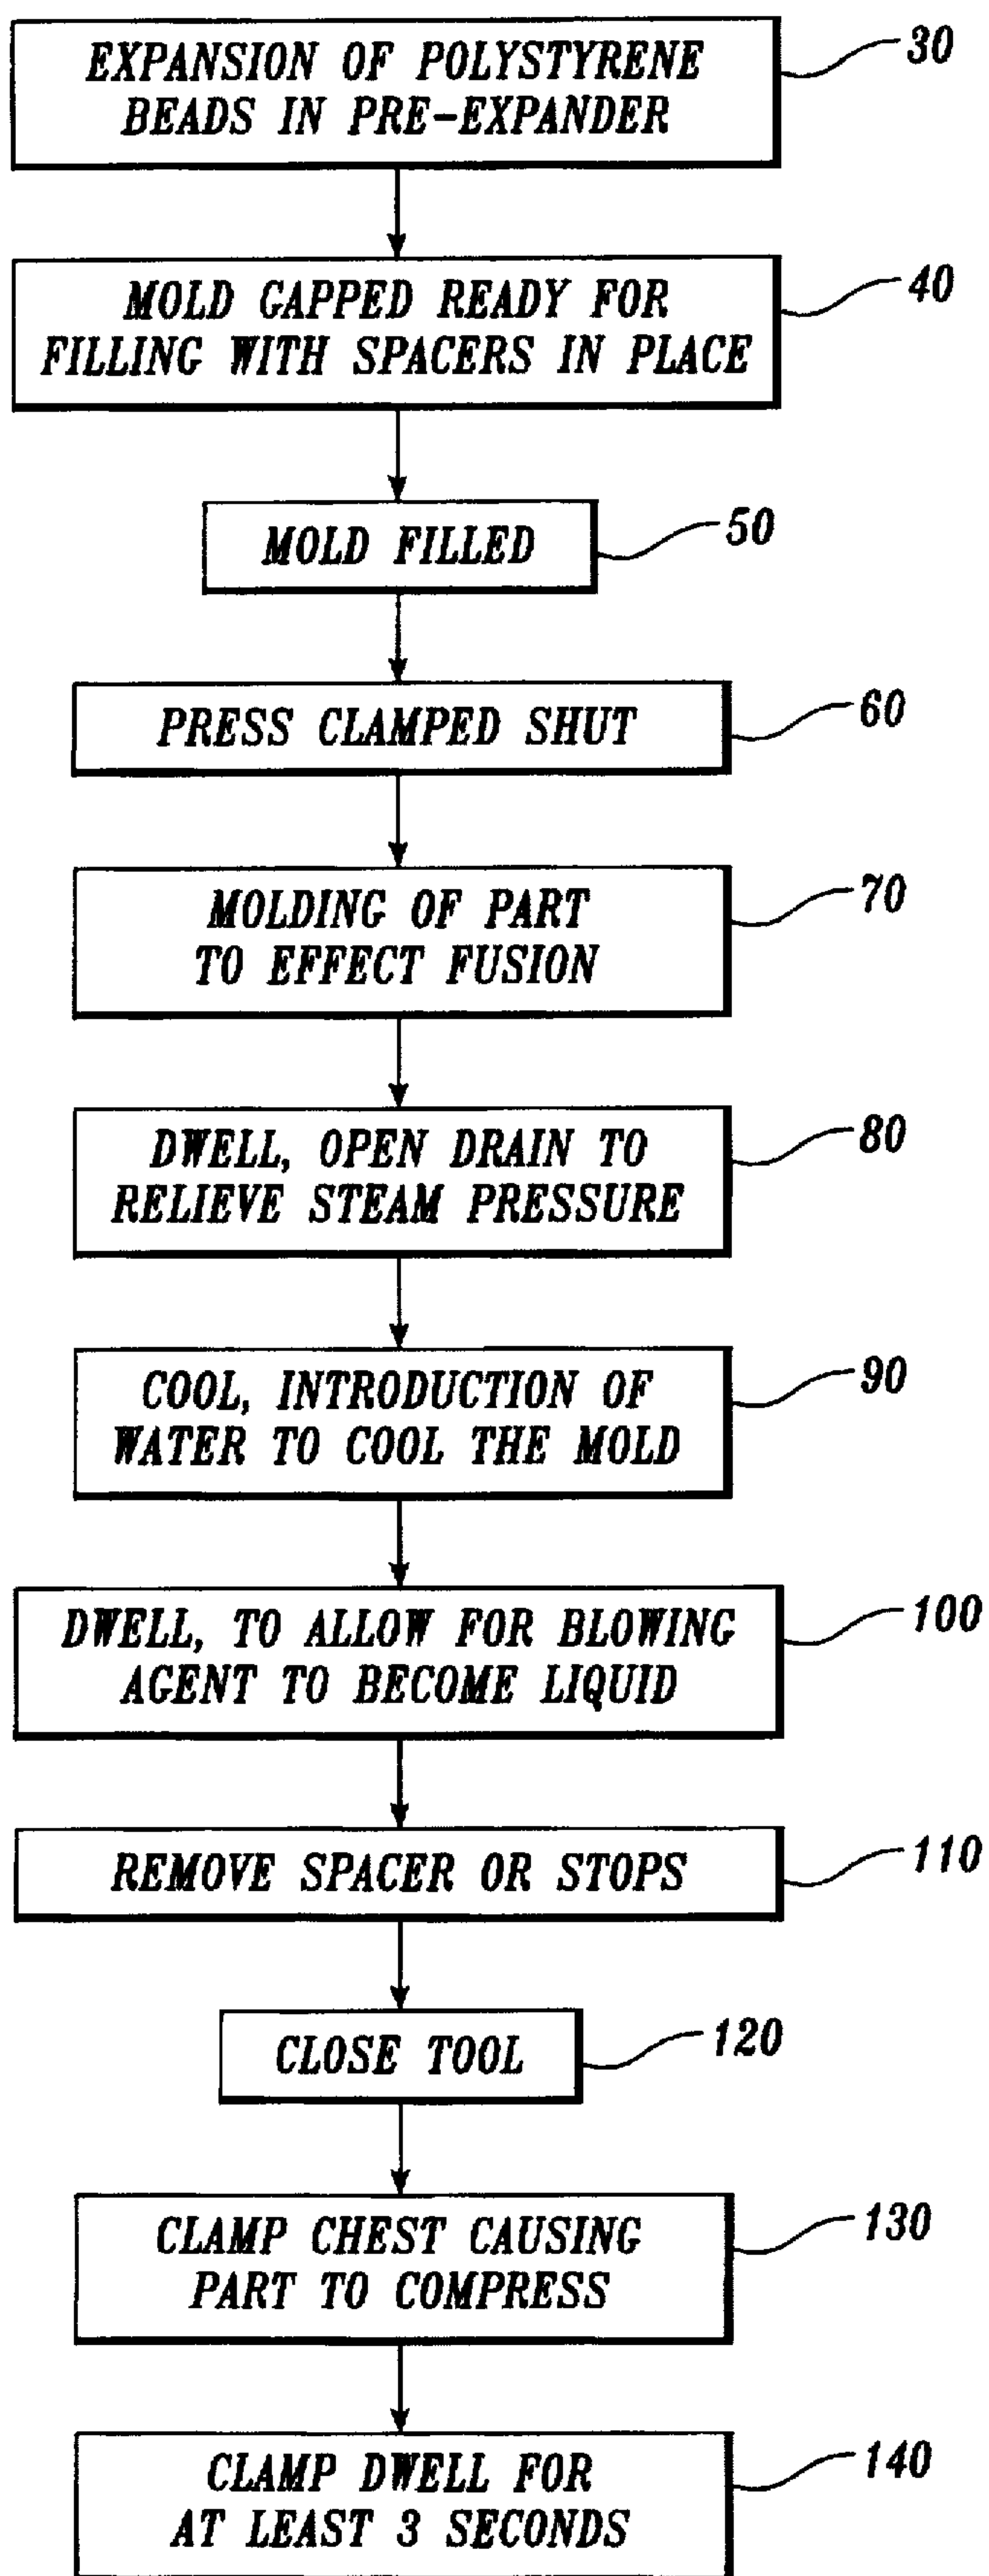 EXPANSION OF POLYSTYRENE
BEADS IN PRE-EXPANDER
30
MOLD GAPPED READY FOR
FILLING WITH SPACERS IN PLACE
40
MOLD FILLED
50
PRESS CLAMPED SHUT
60
MOLDING OF PART
TO EFFECT FUSION
70
DWELL, OPEN DRAIN TO
RELIEVE STEAM PRESSURE
80
COOL, INTRODUCTION OF
WATER TO COOL THE MOLD
90
DWELL, TO ALLOW FOR BLOWING
AGENT TO BECOME LIQUID
100
REMOVE SPACER OR STOPS
110
CLOSE TOOL
120
CLAMP CHEST CAUSING
PART TO COMPRESS
130
CLAMP DWELL FOR
AT LEAST 3 SECONDS
140